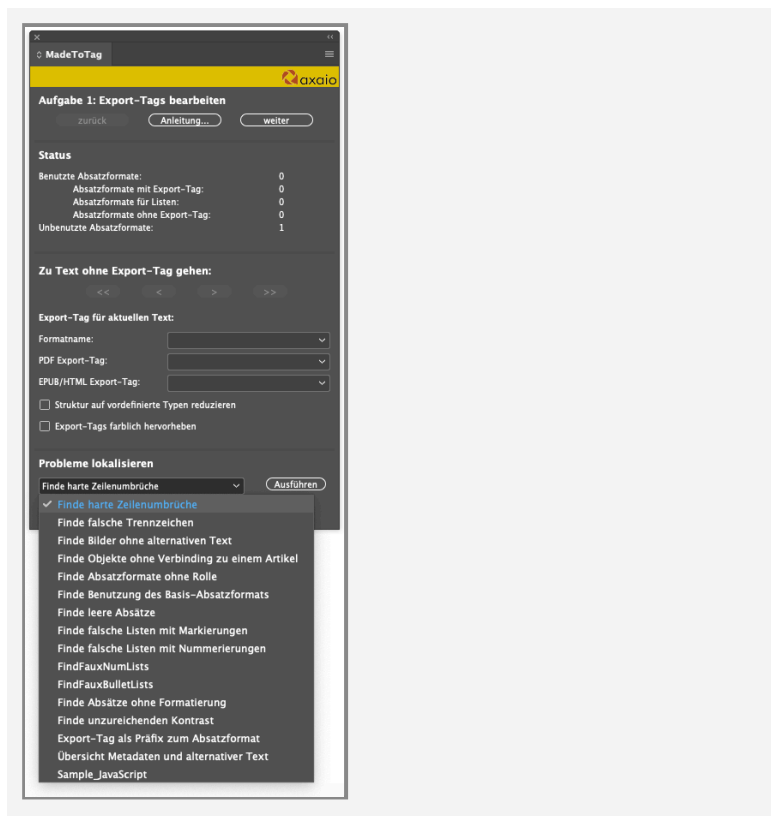 MadeToTag
axaio
Aufgabe 1: Export-Tags bearbeiten
zurück Anleitung... weiter
Status
Benutzte Absatzformate: 0
Absatzformate mit Export-Tag: 0
Absatzformate für Listen: 0
Absatzformate ohne Export-Tag: 0
Unbenutzte Absatzformate: 1
Zu Text ohne Export-Tag gehen:
<< < > >>
Export-Tag für aktuellen Text:
Formatname:
PDF Export-Tag:
EPUB/HTML Export-Tag:
Struktur auf vordefinierte Typen reduzieren
Export-Tags farblich hervorheben
Probleme lokalisieren
Finde harte Zeilenumbrüche Ausführen
Finde harte Zeilenumbrüche
Finde falsche Trennzeichen
Finde Bilder ohne alternativen Text
Finde Objekte ohne Verbinding zu einem Artikel
Finde Absatzformate ohne Rolle
Finde Benutzung des Basis-Absatzformats
Finde leere Absätze
Finde falsche Listen mit Markierungen
Finde falsche Listen mit Nummerierungen
FindFauxNumLists
FindFauxBulletLists
Finde Absätze ohne Formatierung
Finde unzureichenden Kontrast
Export-Tag als Präfix zum Absatzformat
Übersicht Metadaten und alternativer Text
Sample_JavaScript